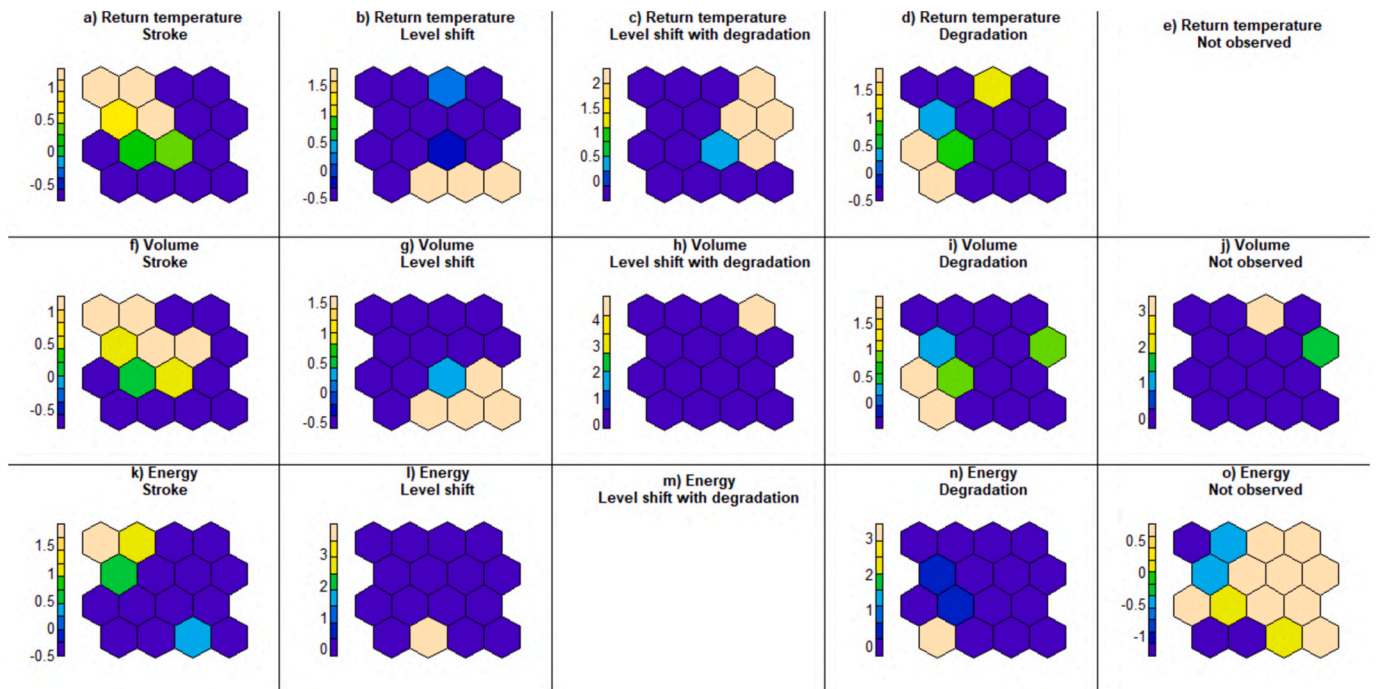 a) Return temperature
Stroke
b) Return temperature
Level shift
c) Return temperature
Level shift with degradation
d) Return temperature
Degradation
e) Return temperature
Not observed
1
0.5
0
-0.5
1.5
1
0.5
0
-0.5
2
1.5
1
0.5
0
1.5
1
0.5
0
-0.5
f) Volume
Stroke
g) Volume
Level shift
h) Volume
Level shift with degradation
i) Volume
Degradation
j) Volume
Not observed
1
0.5
0
-0.5
1.5
1
0.5
0
-0.5
4
3
2
1
0
1.5
1
0.5
0
3
2
1
0
k) Energy
Stroke
l) Energy
Level shift
m) Energy
Level shift with degradation
n) Energy
Degradation
o) Energy
Not observed
1.5
1
0.5
0
-0.5
3
2
1
0
3
2
1
0
0.5
0
-0.5
-1